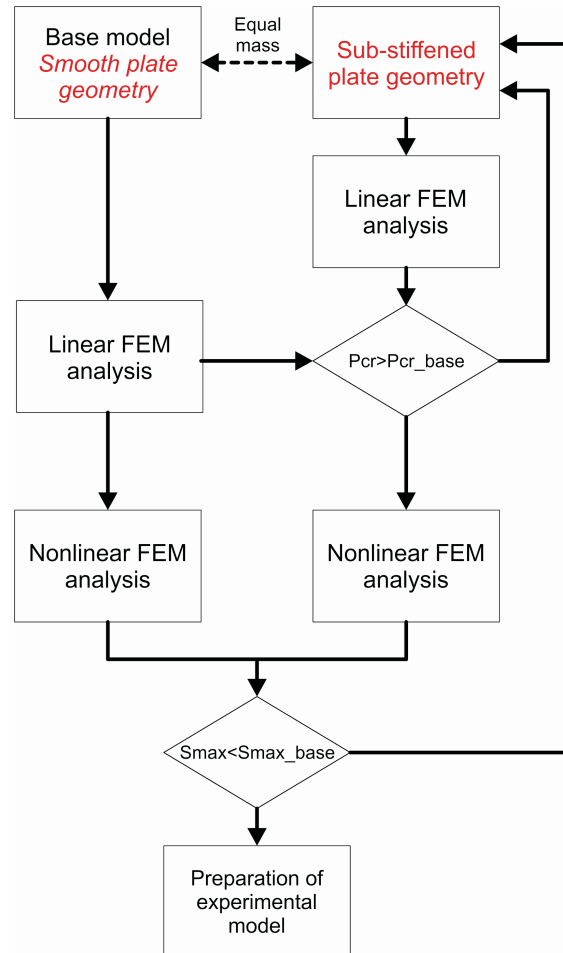 Base model
Smooth plate
geometry
Equal
mass
Sub-stiffened
plate geometry
Linear FEM
analysis
Linear FEM
analysis
Pcr>Pcr_base
Nonlinear FEM
analysis
Nonlinear FEM
analysis
Smax<Smax_base
Preparation of
experimental
model